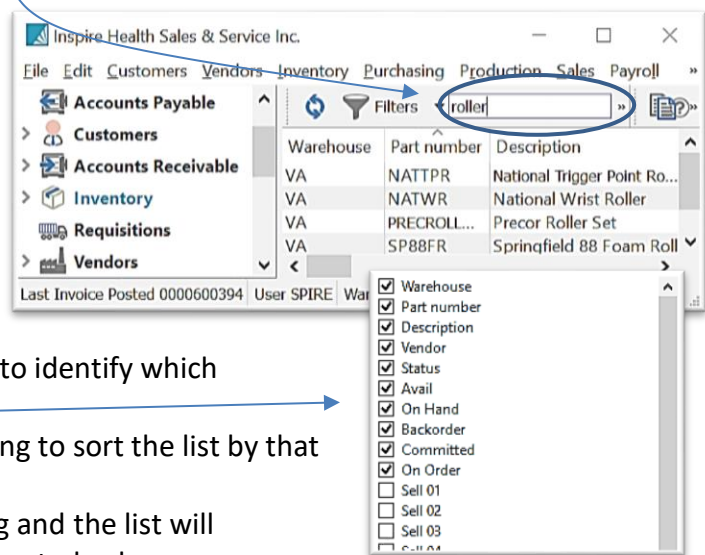 Inspire Health Sales & Service Inc.
File Edit Customers Vendors Inventory Purchasing Production Sales Payroll »
Accounts Payable
Customers
Accounts Receivable
Inventory
Requisitions
Vendors
Filters roller » »
Warehouse Part number Description
VA NATTPR National Trigger Point Ro...
VA NATWR National Wrist Roller
VA PRECROLL... Precor Roller Set
VA SP88FR Springfield 88 Foam Roll
Last Invoice Posted 0000600394 User SPIRE War
Warehouse
Part number
Description
Vendor
Status
Avail
On Hand
Backorder
Committed
On Order
Sell 01
Sell 02
Sell 03
to identify which
ng to sort the list by that
g and the list will